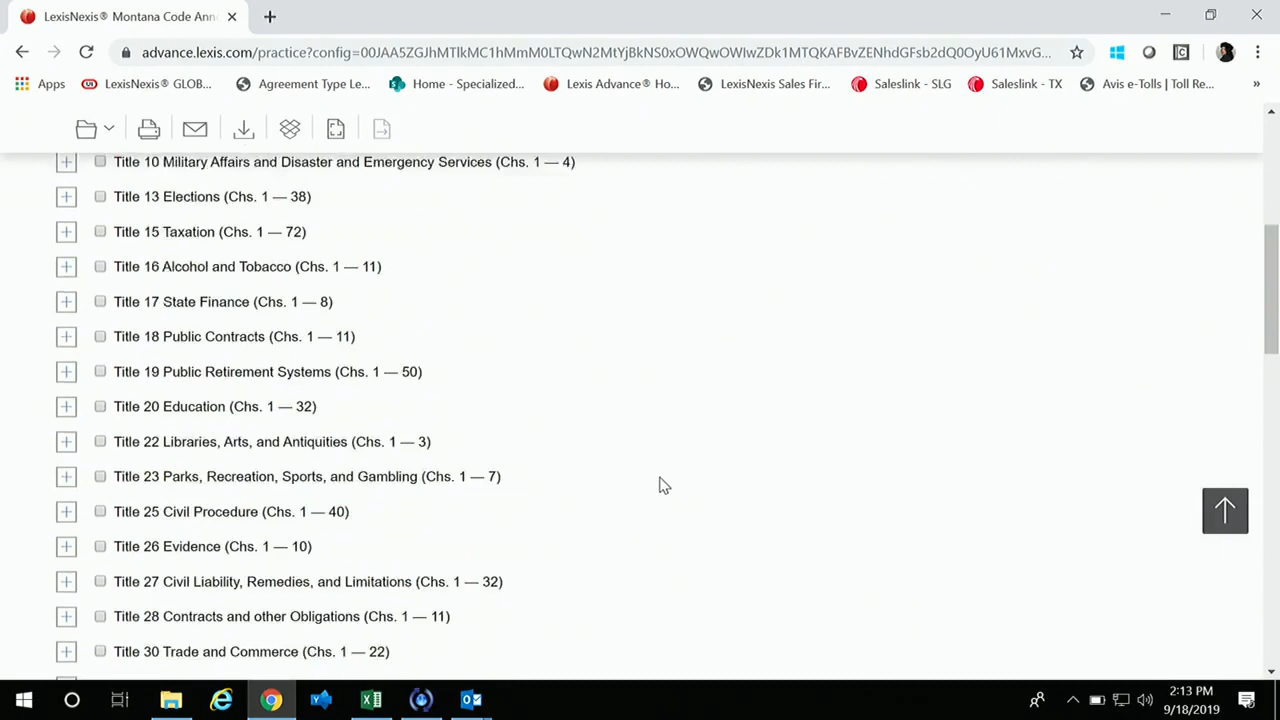 LexisNexis® Montana Code Ann
advance.lexis.com/practice?config=
Apps
LexisNexis® GLOB...
Agreement Type Le...
Home - Specialized...
Lexis Advance® Ho...
LexisNexis Sales Fir...
Saleslink - SLG
Saleslink - TX
Avis e-Tolls | Toll Re...
»
Title 10 Military Affairs and Disaster and Emergency Services (Chs. 1 — 4)
Title 13 Elections (Chs. 1 — 38)
Title 15 Taxation (Chs. 1 — 72)
Title 16 Alcohol and Tobacco (Chs. 1 — 11)
Title 17 State Finance (Chs. 1 — 8)
Title 18 Public Contracts (Chs. 1 — 11)
Title 19 Public Retirement Systems (Chs. 1 — 50)
Title 20 Education (Chs. 1 — 32)
Title 22 Libraries, Arts, and Antiquities (Chs. 1 — 3)
Title 23 Parks, Recreation, Sports, and Gambling (Chs. 1 — 7)
Title 25 Civil Procedure (Chs. 1 — 40)
Title 26 Evidence (Chs. 1 — 10)
Title 27 Civil Liability, Remedies, and Limitations (Chs. 1 — 32)
Title 28 Contracts and other Obligations (Chs. 1 — 11)
Title 30 Trade and Commerce (Chs. 1 — 22)
2:13 PM
9/18/2019